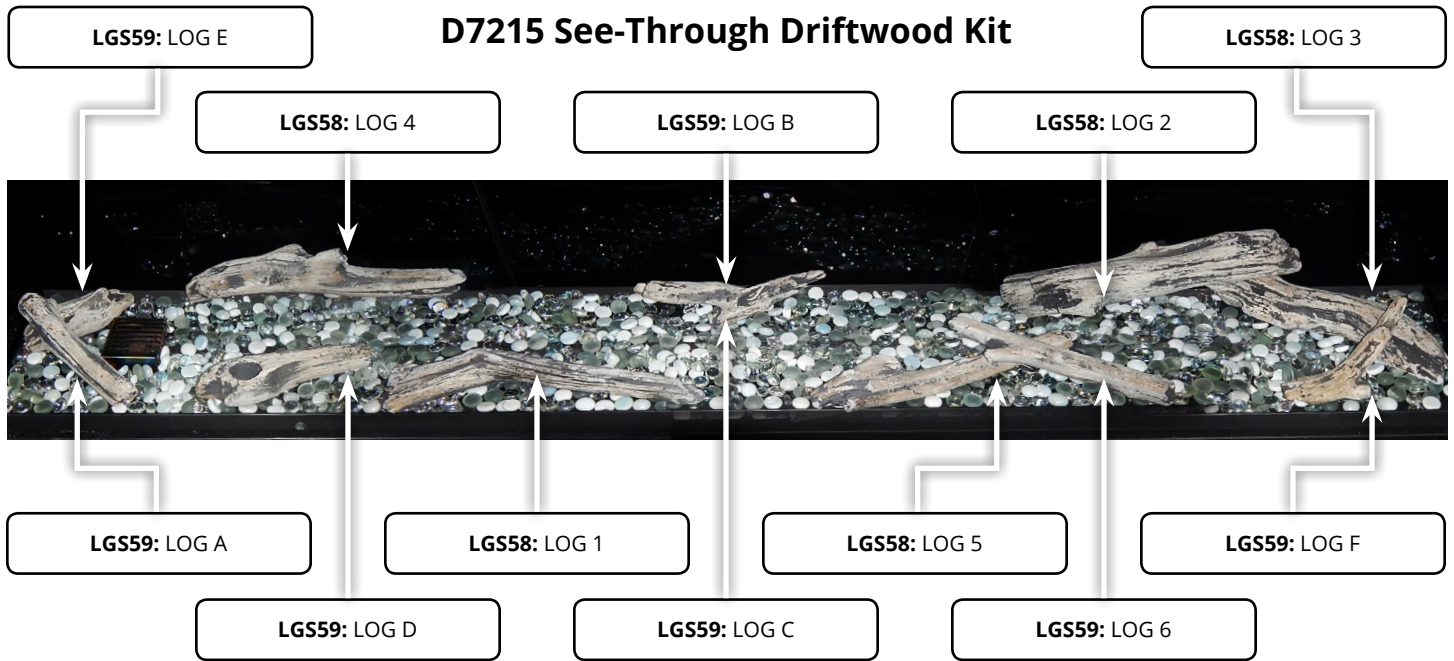 D7215 See-Through Driftwood Kit
LGS59: LOG E
LGS58: LOG 3
LGS58: LOG 4
LGS59: LOG B
LGS58: LOG 2
LGS59: LOG A
LGS58: LOG 1
LGS58: LOG 5
LGS59: LOG F
LGS59: LOG D
LGS59: LOG C
LGS59: LOG 6